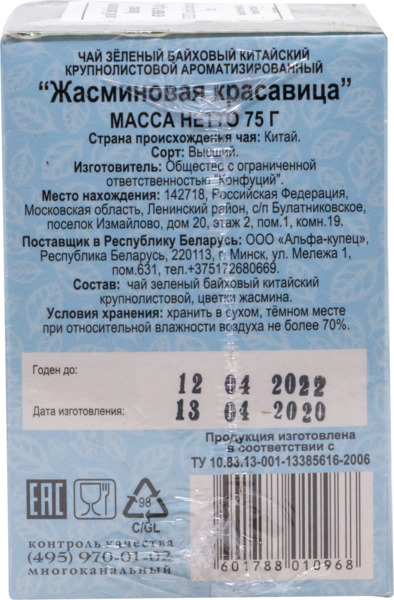 ЧАЙ ЗЕЛЕНЫЙ БАЙХОВЫЙ КИТАЙСКИЙ
КРУПНОЛИСТОВОЙ АРОМАТИЗИРОВАННЫЙ
“Жасминовая красавица”
МАССА НЕТТО 75 Г
Страна происхождения чая: Китай.
Сорт: Высший.
Изготовитель: Общество с ограниченной
ответственностью "Конфуций".
Место нахождения: 142718, Российская Федерация,
Московская область, Ленинский район, с/п Булатниковское,
поселок Измайлово, дом 20, этаж 2, пом.1, комн.19.
Поставщик в Республику Беларусь: ООО «Альфа-купец»,
Республика Беларусь, 220113, г. Минск, ул. Мележа 1,
пом.631, тел.+375172680669.
Состав: чай зеленый байховый китайский
крупнолистовой, цветки жасмина.
Условия хранения: хранить в сухом, тёмном месте
при относительной влажности воздуха не более 70%.
Годен до: 12 04 2022
Дата изготовления: 13 04 -2020
Продукция изготовлена
в соответствии с
ТУ 10.83.13-001-13385616-2006
EAC
98
C/GL
контроль качества
(495) 970-01-02
многоканальный
601788 010968